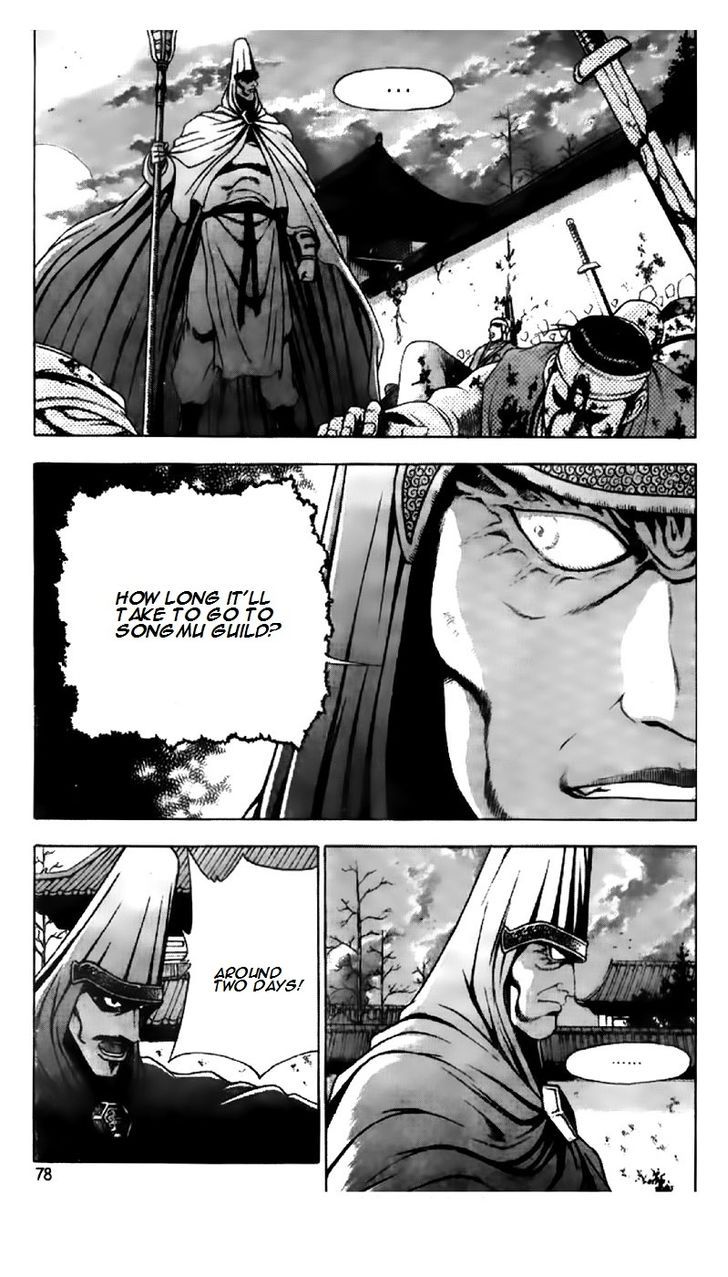 ...
HOW LONG IT'LL
TAKE TO GO TO
SONGMU GUILD?
AROUND
TWO DAYS!
......
78